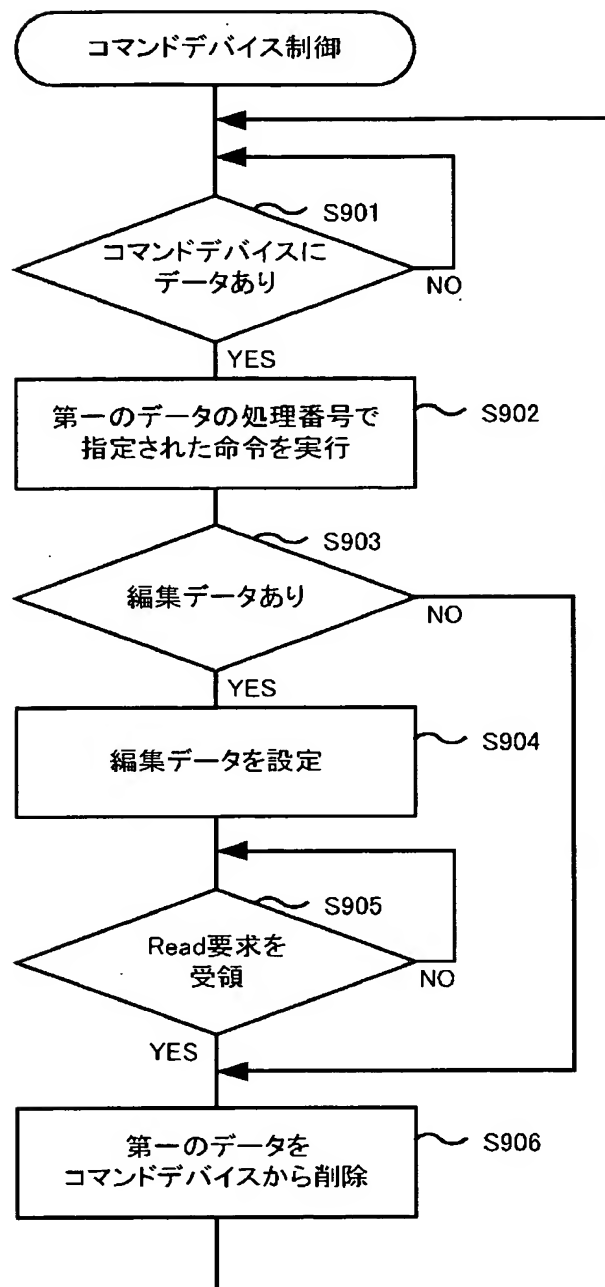 コマンドデバイス制御
S901
コマンドデバイスに
データあり
NO
YES
第一のデータの処理番号で
指定された命令を実行
S902
S903
編集データあり
NO
YES
編集データを設定
S904
S905
Read要求を
受領
NO
YES
第一のデータを
コマンドデバイスから削除
S906